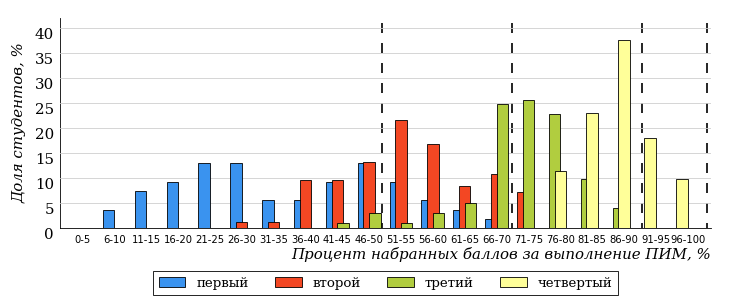 Доля студентов, %
40
35
30
25
20
15
10
5
0
0-5 6-10 11-15 16-20 21-25 26-30 31-35 36-40 41-45 46-50 51-55 56-60 61-65 66-70 71-75 76-80 81-85 86-90 91-95 96-100
Процент набранных баллов за выполнение ПИМ, %
первый второй третий четвертый